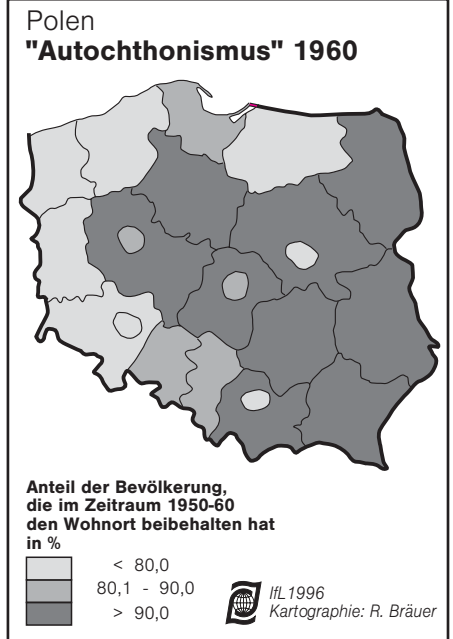 Polen
"Autochthonismus" 1960
Anteil der Bevölkerung,
die im Zeitraum 1950-60
den Wohnort beibehalten hat
in %
< 80,0
80,1 - 90,0
> 90,0
IfL 1996
Kartographie: R. Bräuer